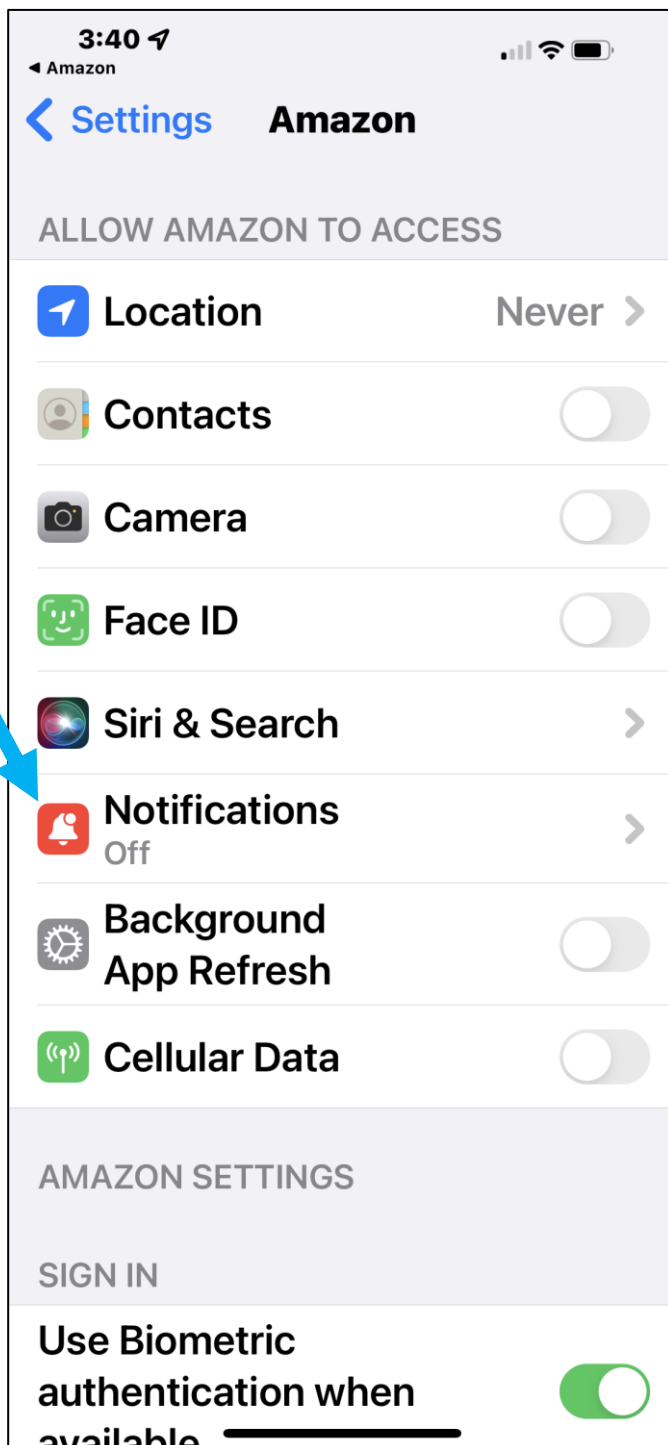 3:40
◀ Amazon
Settings Amazon
ALLOW AMAZON TO ACCESS
Location Never
Contacts
Camera
Face ID
Siri & Search
Notifications
Off
Background
App Refresh
Cellular Data
AMAZON SETTINGS
SIGN IN
Use Biometric
authentication when
available